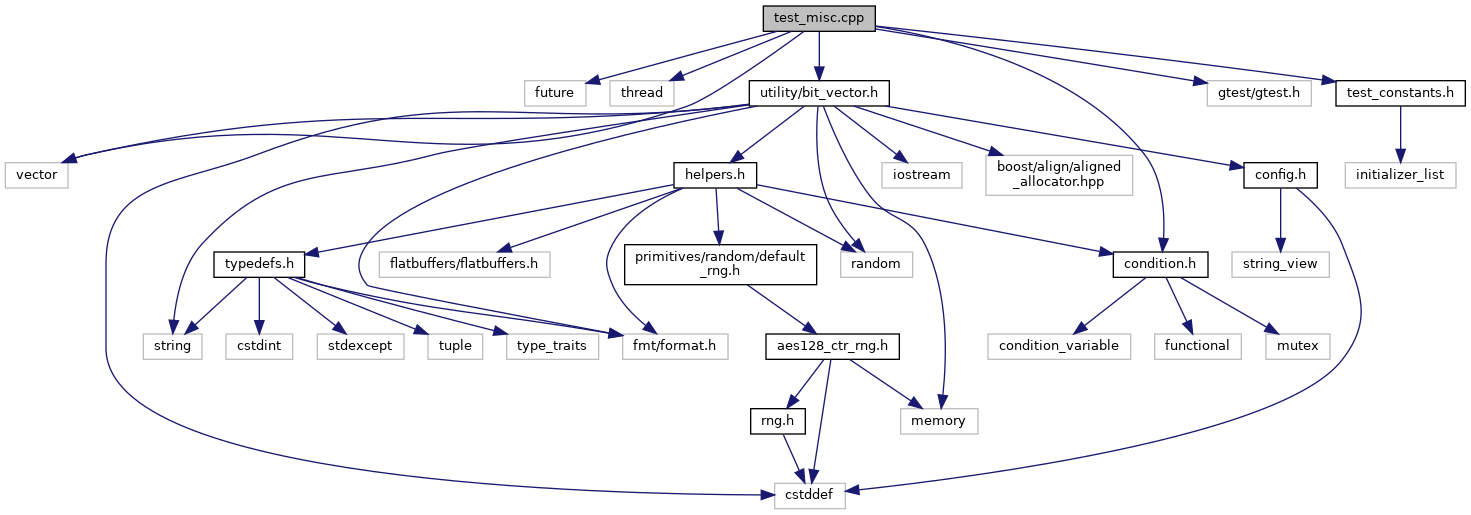 test_misc.cpp
future
thread
utility/bit_vector.h
gtest/gtest.h
test_constants.h
vector
helpers.h
iostream
boost/align/aligned
_allocator.hpp
config.h
initializer_list
typedefs.h
flatbuffers/flatbuffers.h
primitives/random/default
_rng.h
random
condition.h
string_view
string
cstdint
stdexcept
tuple
type_traits
fmt/format.h
aes128_ctr_rng.h
condition_variable
functional
mutex
rng.h
memory
cstddef